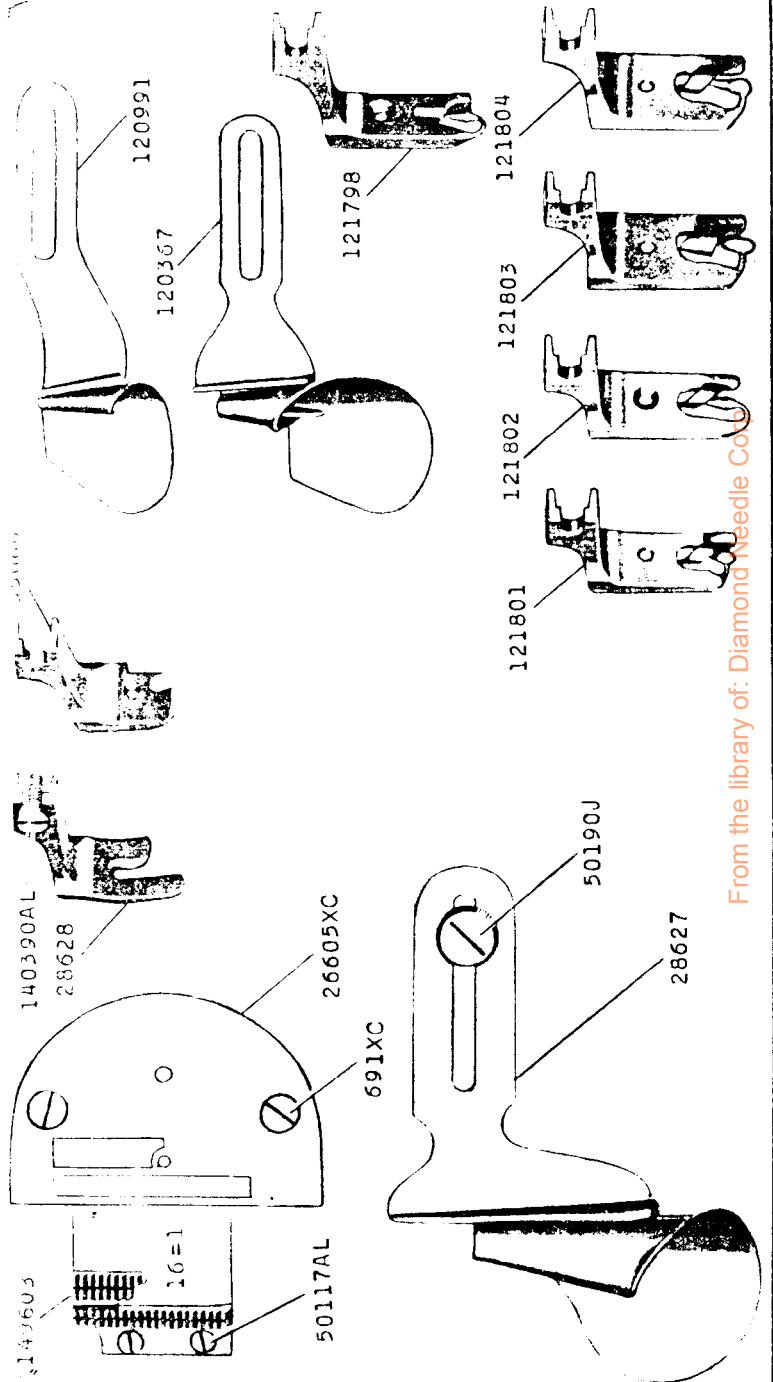 120991
120367
121798
121804
121803
121802
121801
140390AL
28628
26605XC
691XC
16=1
50117AL
50190J
28627
C
C
C
C
From the library of: Diamond Needle Corp